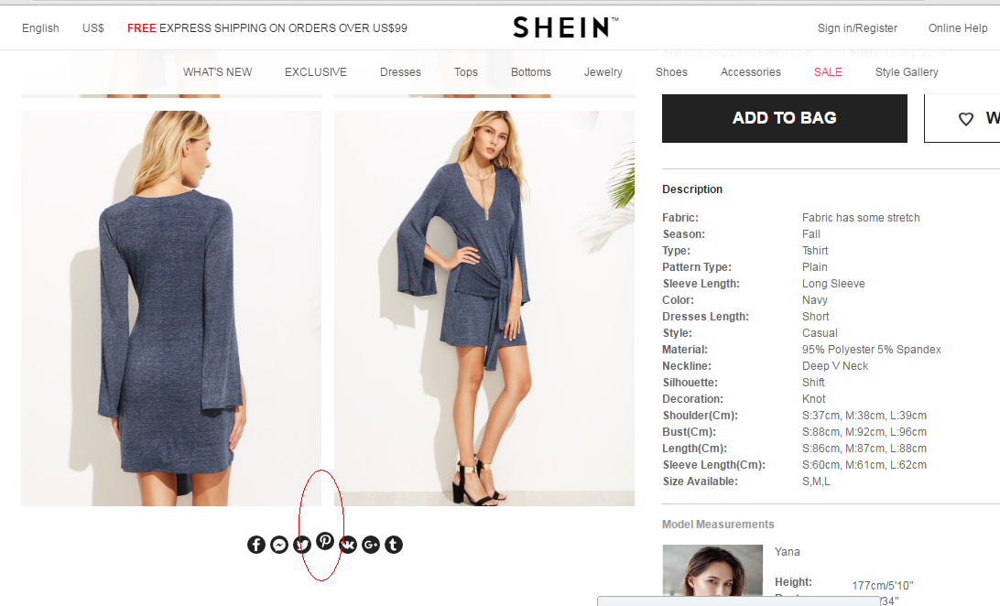 English US$ FREE EXPRESS SHIPPING ON ORDERS OVER US$99 SHEIN™ Sign in/Register Online Help
WHAT'S NEW EXCLUSIVE Dresses Tops Bottoms Jewelry Shoes Accessories SALE Style Gallery
ADD TO BAG W
Description
Fabric: Fabric has some stretch
Season: Fall
Type: Tshirt
Pattern Type: Plain
Sleeve Length: Long Sleeve
Color: Navy
Dresses Length: Short
Style: Casual
Material: 95% Polyester 5% Spandex
Neckline: Deep V Neck
Silhouette: Shift
Decoration: Knot
Shoulder(Cm): S:37cm, M:38cm, L:39cm
Bust(Cm): S:88cm, M:92cm, L:96cm
Length(Cm): S:86cm, M:87cm, L:88cm
Sleeve Length(Cm): S:60cm, M:61cm, L:62cm
Size Available: S,M,L
Model Measurements
Yana
Height: 177cm/5'10"
/34"